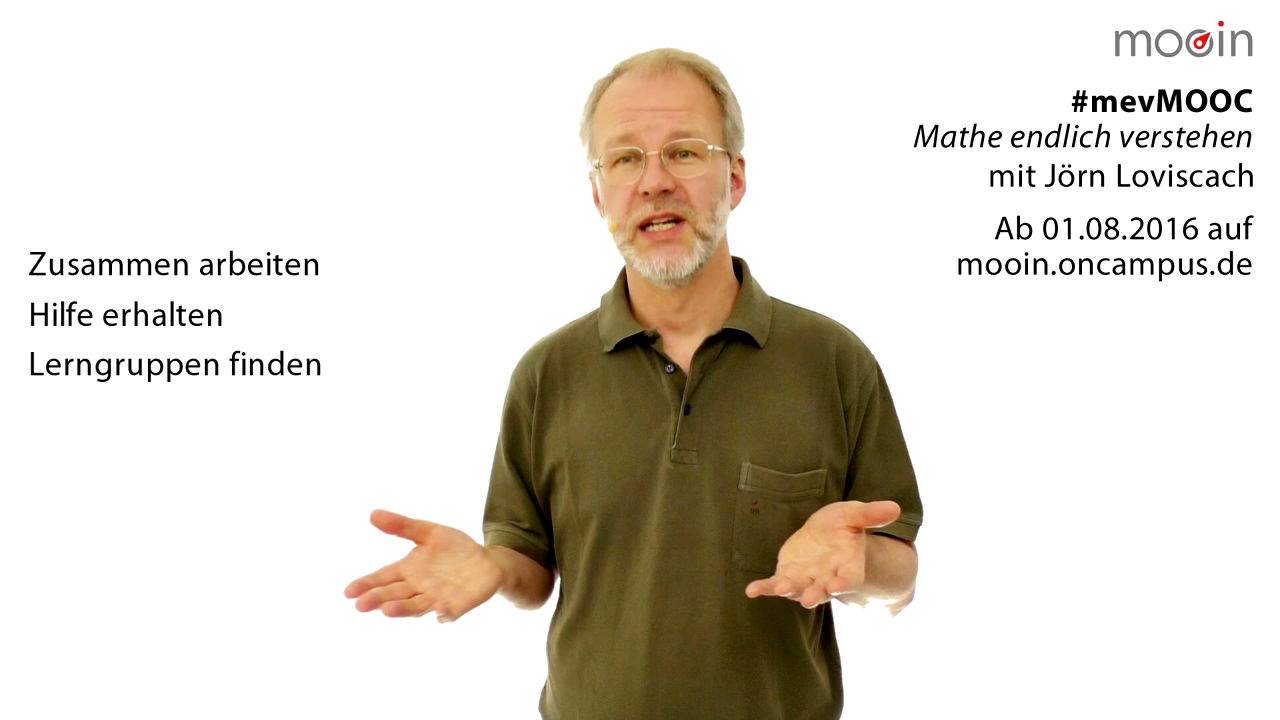 mooin
#mevMOOC
Mathe endlich verstehen
mit Jörn Loviscach
Ab 01.08.2016 auf
mooin.oncampus.de
Zusammen arbeiten
Hilfe erhalten
Lerngruppen finden